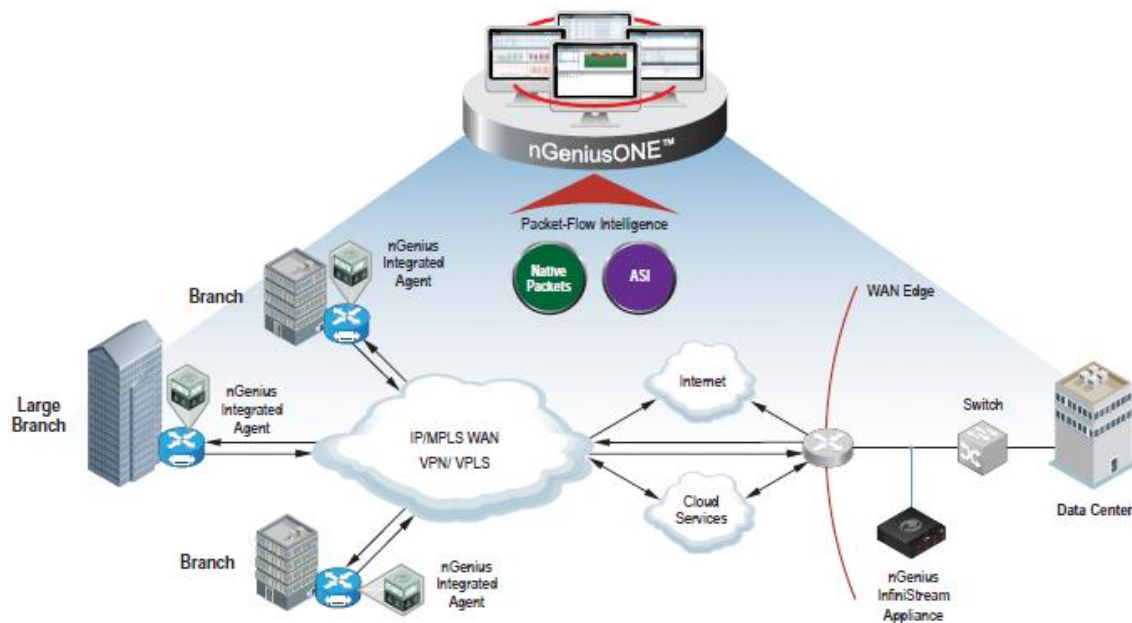 nGeniusONE™
Packet-Flow Intelligence
Native
Packets
ASI
nGenius
Integrated
Agent
Branch
WAN Edge
nGenius
Integrated
Agent
Large
Branch
Internet
Switch
IP/MPLS WAN
VPN/ VPLS
Cloud
Services
Data Center
Branch
nGenius
Integrated
Agent
nGenius
InfiniStream
Appliance